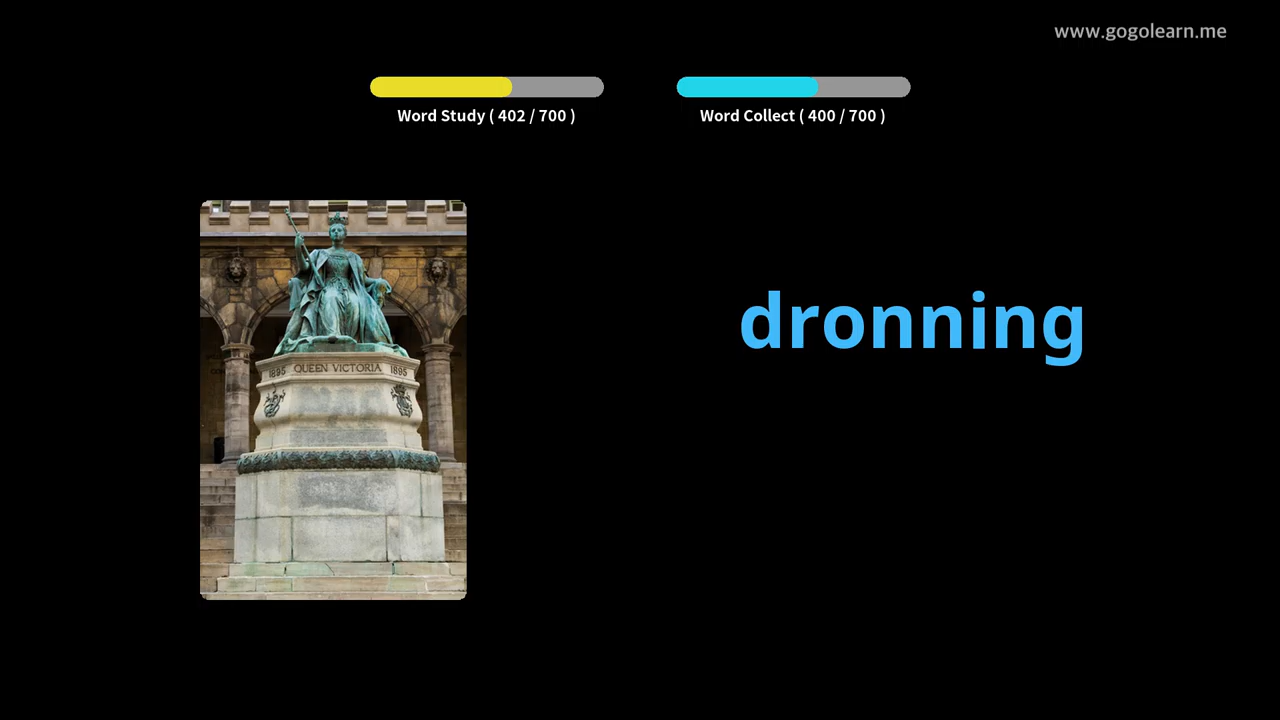 www.gogolearn.me
Word Study ( 402 / 700 )
Word Collect ( 400 / 700 )
dronning
1895 QUEEN VICTORIA 1895